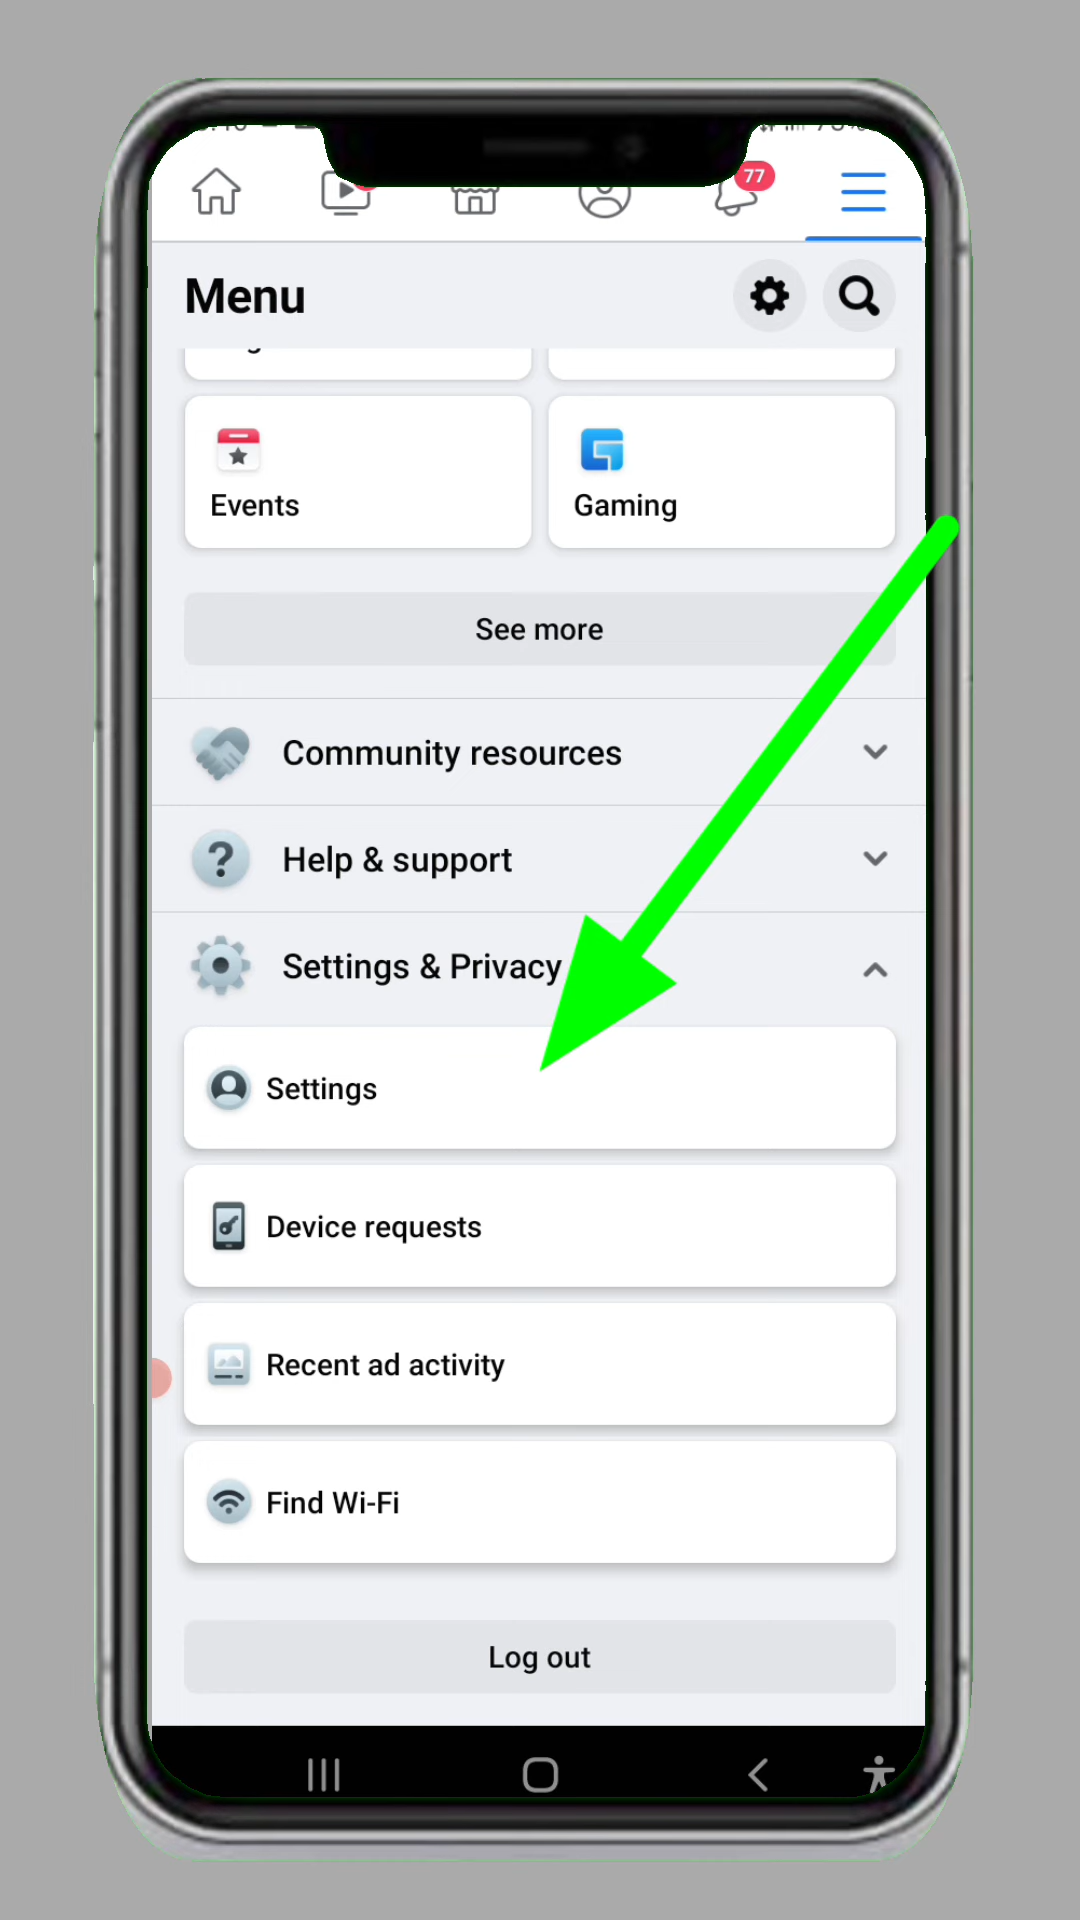 77
Menu
Events
Gaming
See more
Community resources
Help & support
Settings & Privacy
Settings
Device requests
Recent ad activity
Find Wi-Fi
Log out